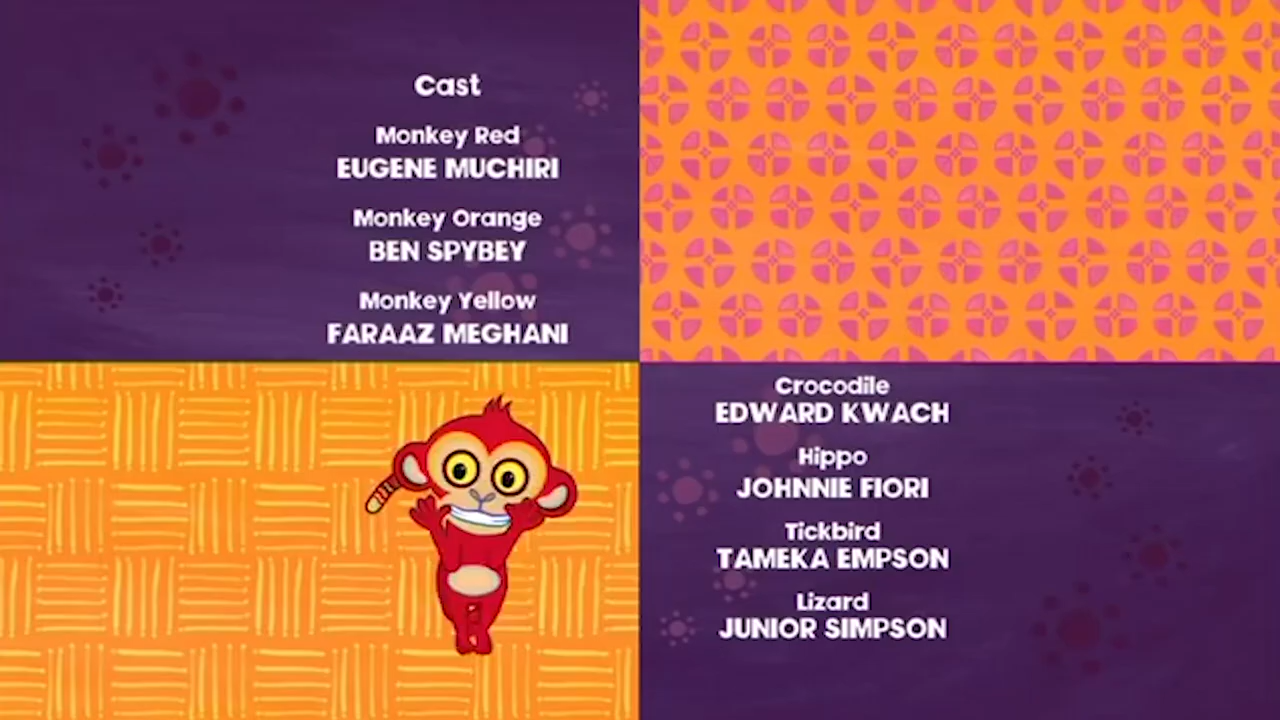 Cast
Monkey Red
EUGENE MUCHIRI
Monkey Orange
BEN SPYBEY
Monkey Yellow
FARAAZ MEGHANI
Crocodile
EDWARD KWACH
Hippo
JOHNNIE FIORI
Tickbird
TAMEKA EMPSON
Lizard
JUNIOR SIMPSON